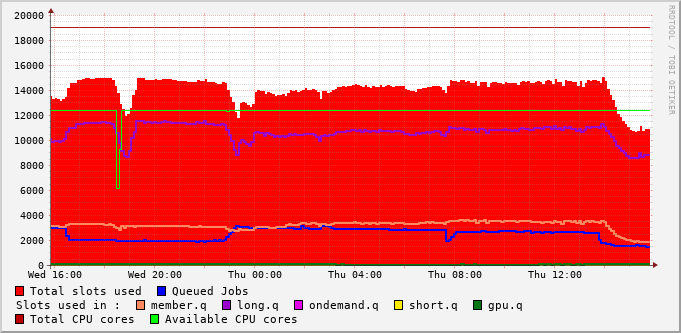 20000
18000
16000
14000
12000
10000
8000
6000
4000
2000
0
Wed 16:00 Wed 20:00 Thu 00:00 Thu 04:00 Thu 08:00 Thu 12:00
Total slots used Queued Jobs
Slots used in : member.q long.q ondemand.q short.q gpu.q
Total CPU cores Available CPU cores
RRDTOOL / TOBI OETIKER